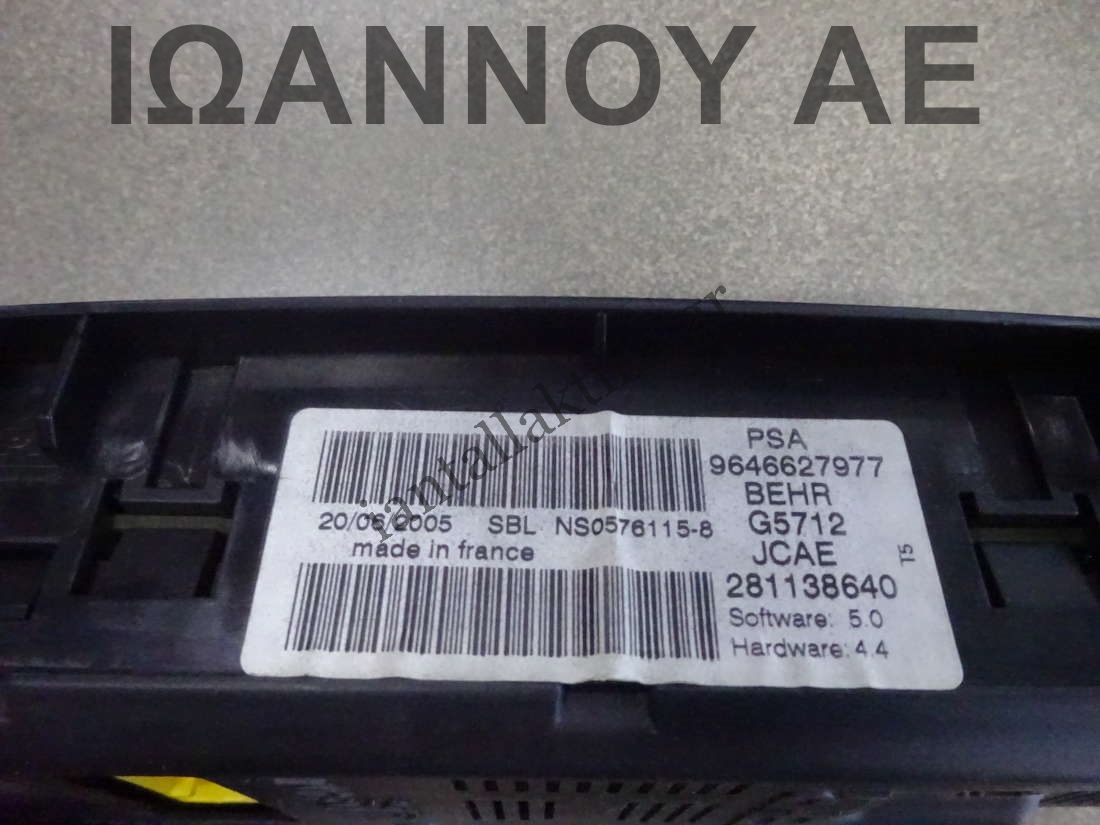 ΙΩΑΝΝΟΥ ΑΕ
PSA
9646627977
BEHR
20/06/2005 SBL NS0576115-8
G5712
made in france
JCAE
T5
281138640
Software: 5.0
Hardware: 4.4